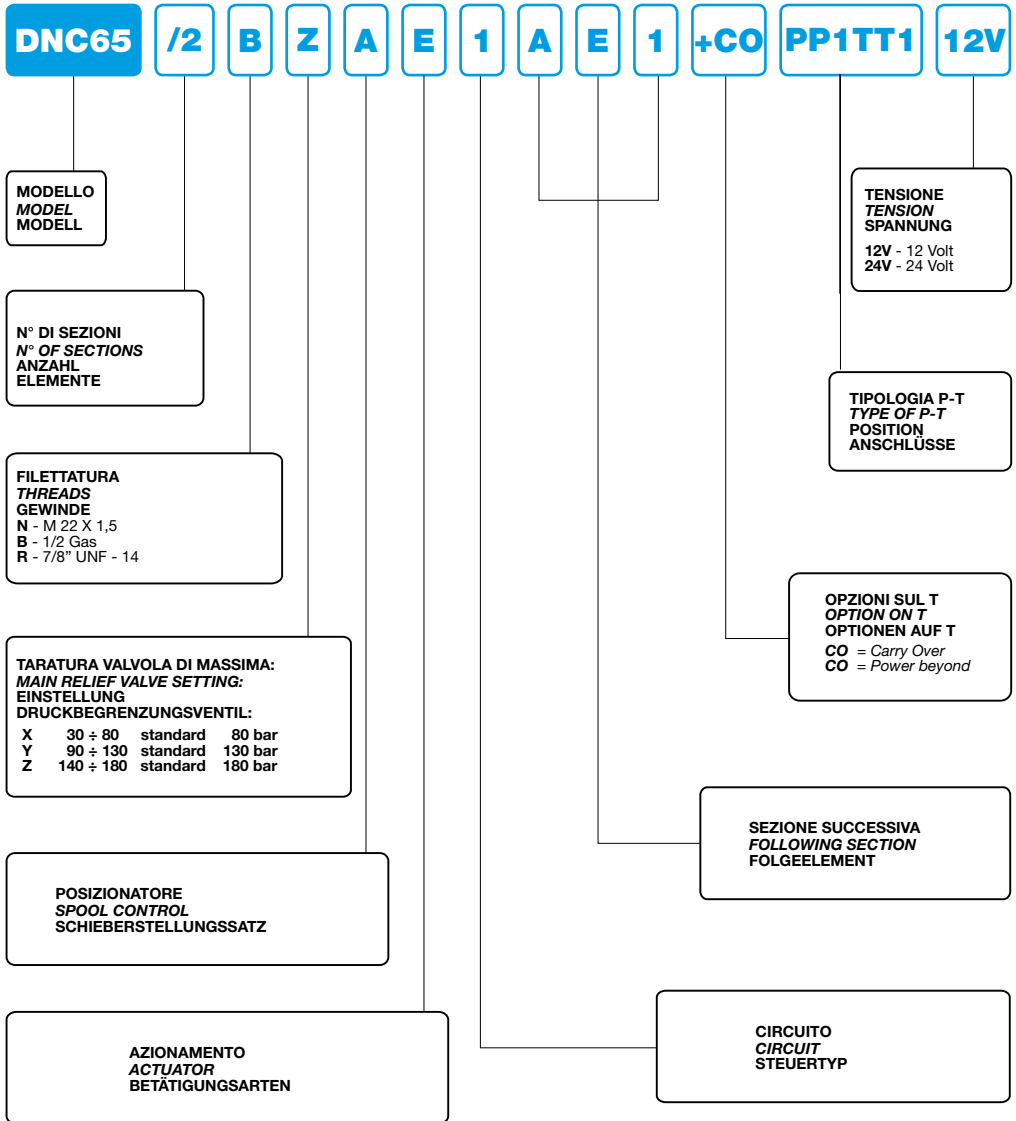 DNC65 /2 B Z A E 1 A E 1 +CO PP1TT1 12V
MODELLO
MODEL
MODELL
TENSIONE
TENSION
SPANNUNG
12V - 12 Volt
24V - 24 Volt
N° DI SEZIONI
N° OF SECTIONS
ANZAHL
ELEMENTE
TIPOLOGIA P-T
TYPE OF P-T
POSITION
ANSCHLÜSSE
FILETTATURA
THREADS
GEWINDE
N - M 22 X 1,5
B - 1/2 Gas
R - 7/8” UNF - 14
OPZIONI SUL T
OPTION ON T
OPTIONEN AUF T
CO = Carry Over
CO = Power beyond
TARATURA VALVOLA DI MASSIMA:
MAIN RELIEF VALVE SETTING:
EINSTELLUNG
DRUCKBEGRENZUNGSVENTIL:
X 30 ÷ 80 standard 80 bar
Y 90 ÷ 130 standard 130 bar
Z 140 ÷ 180 standard 180 bar
SEZIONE SUCCESSIVA
FOLLOWING SECTION
FOLGEELEMENT
POSIZIONATORE
SPOOL CONTROL
SCHIEBERSTELLUNGSSATZ
CIRCUITO
CIRCUIT
STEUERTYP
AZIONAMENTO
ACTUATOR
BETÄTIGUNGSARTEN